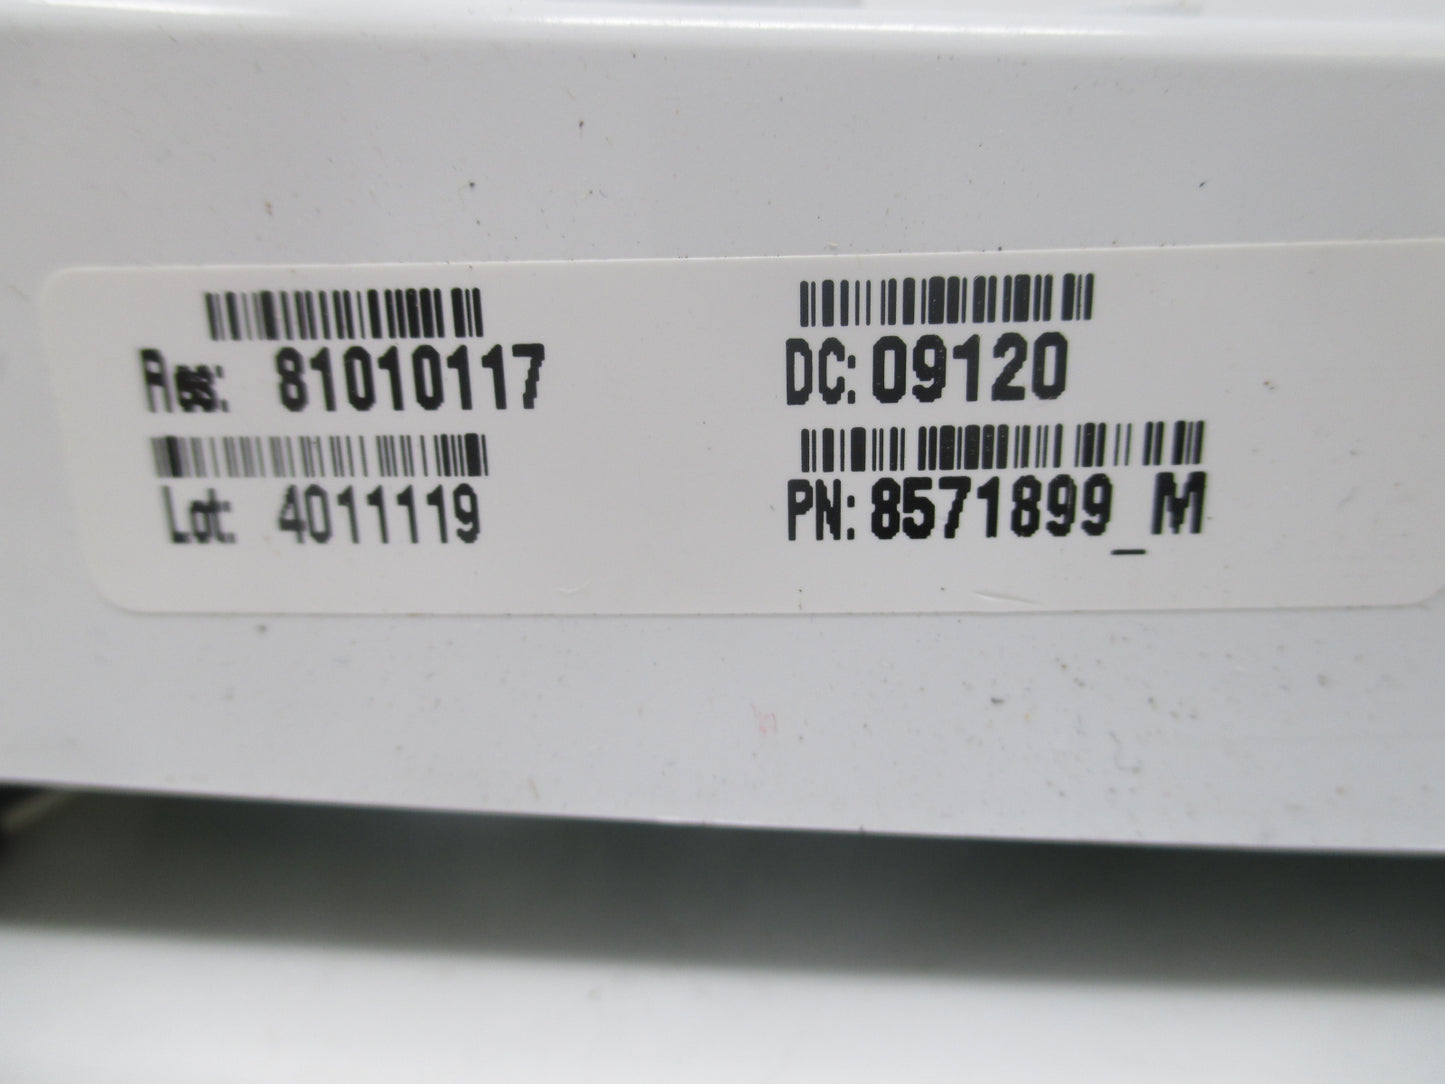 Res: 81010117
DC: 09120
Lot: 4011119
PN: 8571899_M